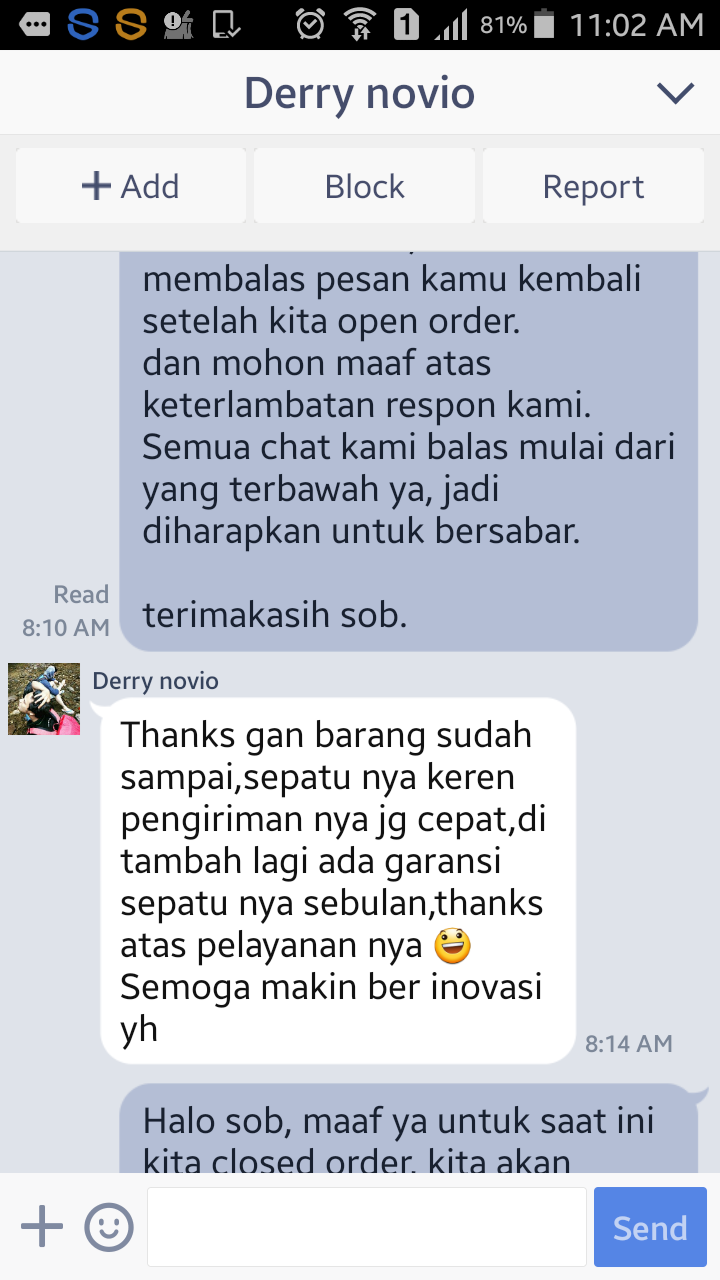 81% 11:02 AM
Derry novio
+ Add Block Report
membalas pesan kamu kembali
setelah kita open order.
dan mohon maaf atas
keterlambatan respon kami.
Semua chat kami balas mulai dari
yang terbawah ya, jadi
diharapkan untuk bersabar.
terimakasih sob.
Read
8:10 AM
Derry novio
Thanks gan barang sudah
sampai,sepatu nya keren
pengiriman nya jg cepat,di
tambah lagi ada garansi
sepatu nya sebulan,thanks
atas pelayanan nya 😃
Semoga makin ber inovasi
yh
8:14 AM
Halo sob, maaf ya untuk saat ini
kita closed order. kita akan
Send